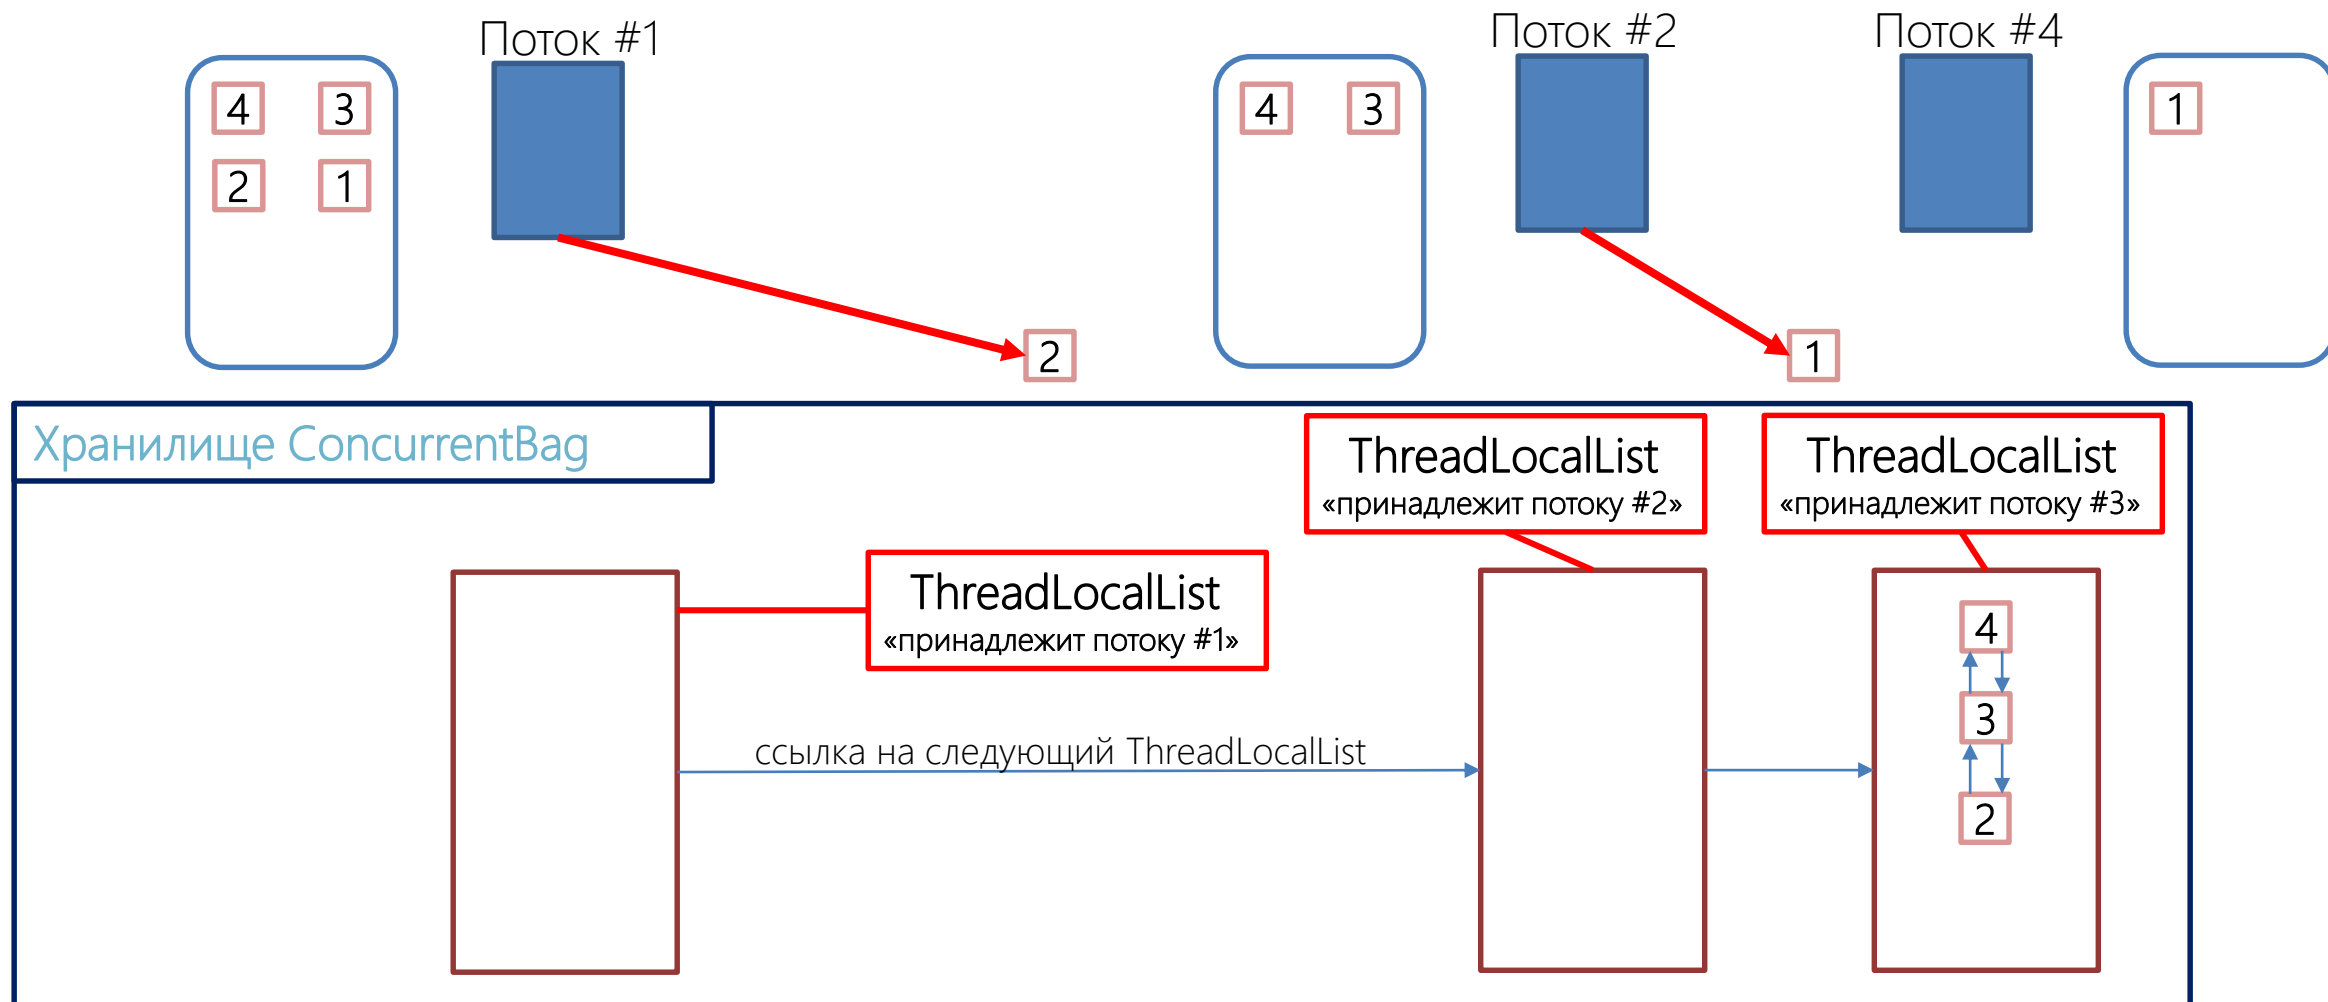 Поток #1
Поток #2
Поток #4
4 3
2 1
4 3
1
2
1
Хранилище ConcurrentBag
ThreadLocalList
«принадлежит потоку #2»
ThreadLocalList
«принадлежит потоку #3»
ThreadLocalList
«принадлежит потоку #1»
ссылка на следующий ThreadLocalList
4
3
2